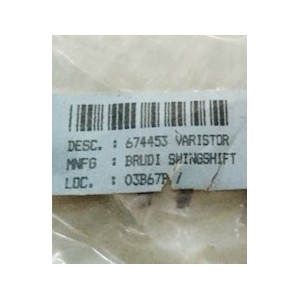 DESC. : 674453 VARISTOR
MNFG : BRUDI SWINGSHIFT
LOC. : 03B67B /